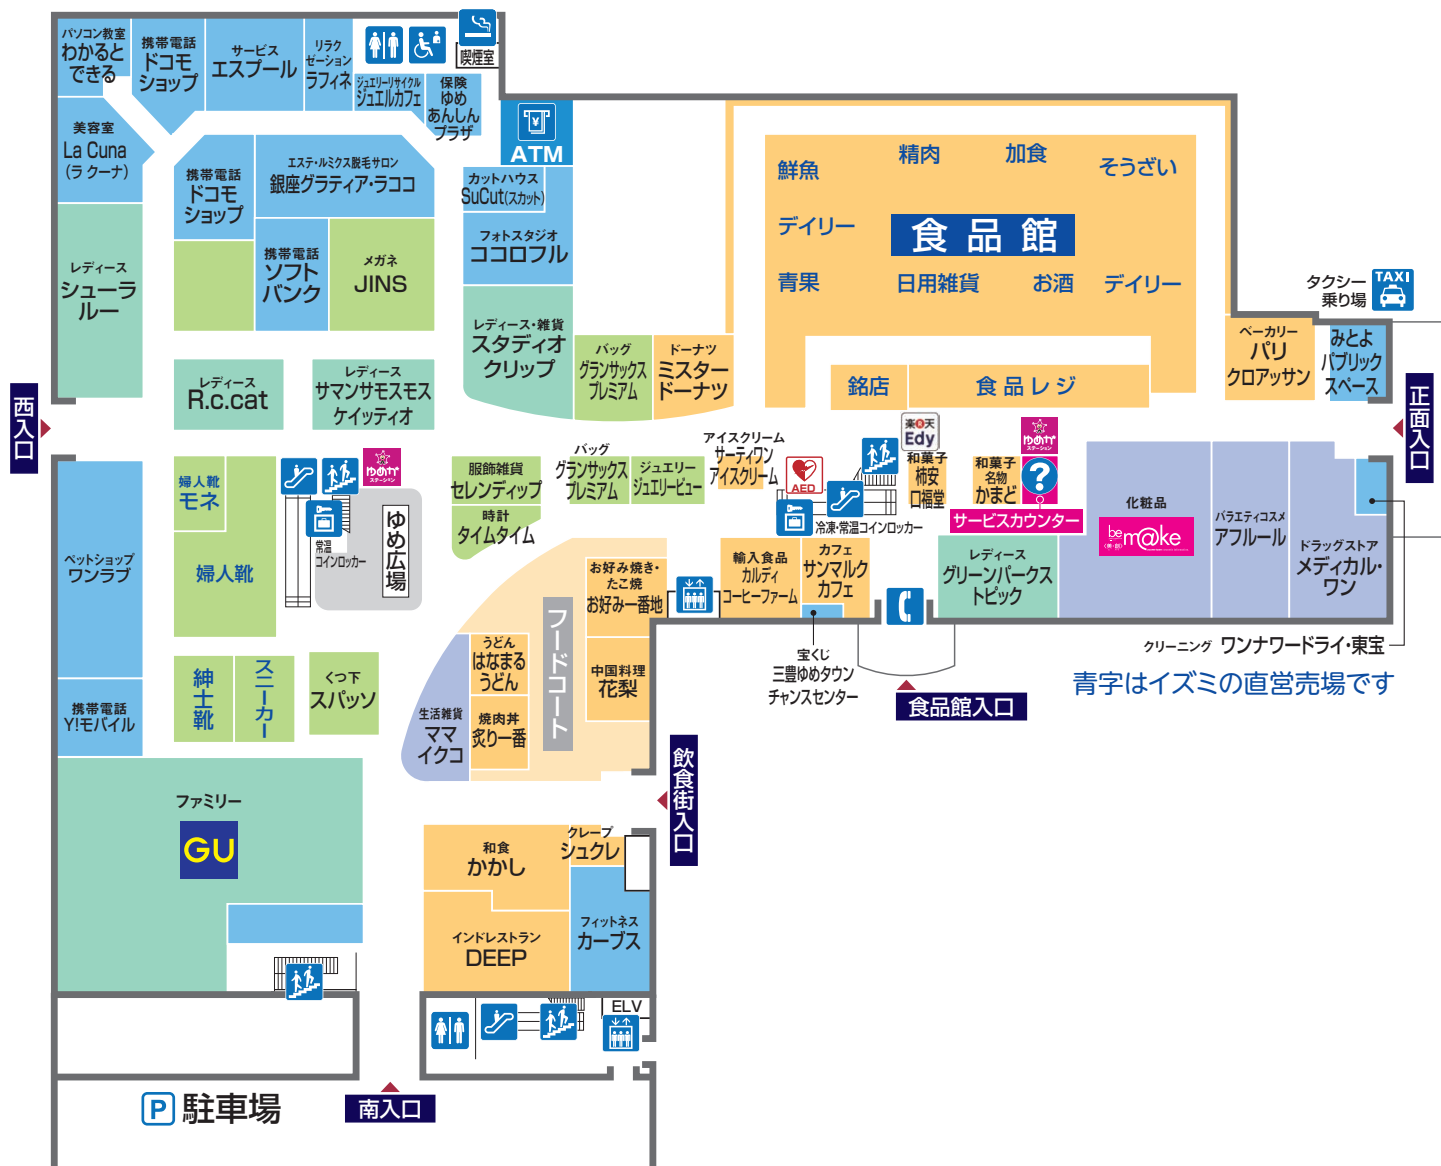 パソコン教室
わかると
できる
携帯電話
ドコモ
ショップ
サービス
エスプール
リラク
ゼーション
ラフィネ
喫煙室
ジュエリーリサイクル
ジュエルカフェ
保険
ゆめ
あんしん
プラザ
美容室
La Cuna
(ラ クーナ)
携帯電話
ドコモ
ショップ
エステ・ルミクス脱毛サロン
銀座グラティア・ラココ
¥
ATM
カットハウス
SuCut(スカット)
フォトスタジオ
ココロフル
携帯電話
ソフト
バンク
メガネ
JINS
レディース
シューラ
ルー
レディース・雑貨
スタディオ
クリップ
バッグ
グランサックス
プレミアム
ドーナツ
ミスター
ドーナツ
レディース
R.c.cat
レディース
サマンサモスモス
ケイッティオ
鮮魚
精肉
加食
そうざい
デイリー
食品館
青果
日用雑貨
お酒
デイリー
銘店
食品レジ
タクシー
乗り場
TAXI
ベーカリー
パリ
クロアッサン
みとよ
パブリック
スペース
西入口
正面入口
婦人靴
モネ
婦人靴
ゆめか
ステーション
常温
コインロッカー
ゆめ広場
服飾雑貨
セレンディップ
時計
タイムタイム
バッグ
グランサックス
プレミアム
ジュエリー
ジュエリービュー
アイスクリーム
サーティワン
アイスクリーム
AED
冷凍・常温コインロッカー
楽天
Edy
和菓子
柿安
口福堂
和菓子
名物
かまど
ゆめか
ステーション
?
サービスカウンター
化粧品
be
m@ke
バラエティコスメ
アフルール
ドラッグストア
メディカル・
ワン
レディース
グリーンパークス
トピック
ペットショップ
ワンラブ
携帯電話
Y!モバイル
紳士靴
スニーカー
くつ下
スパッソ
お好み焼き・
たこ焼
お好み一番地
フードコート
中国料理
花梨
うどん
はなまる
うどん
焼肉丼
炙り一番
生活雑貨
ママ
イクコ
輸入食品
カルディ
コーヒーファーム
カフェ
サンマルク
カフェ
宝くじ
三豊ゆめタウン
チャンスセンター
食品館入口
クリーニング ワンナワードライ・東宝
青字はイズミの直営売場です
飲食街入口
ファミリー
GU
和食
かかし
クレープ
シュクレ
インドレストラン
DEEP
フィットネス
カーブス
ELV
P 駐車場
南入口